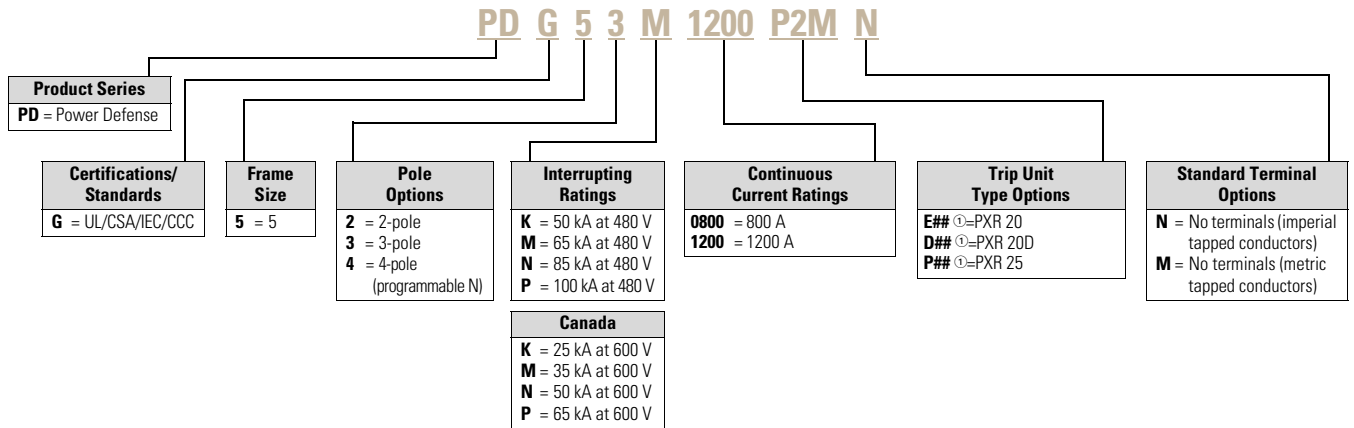 PD G 5 3 M 1200 P2M N
Product Series
PD = Power Defense
Certifications/
Standards
G = UL/CSA/IEC/CCC
Frame
Size
5 = 5
Pole
Options
2 = 2-pole
3 = 3-pole
4 = 4-pole
(programmable N)
Interrupting
Ratings
K = 50 kA at 480 V
M = 65 kA at 480 V
N = 85 kA at 480 V
P = 100 kA at 480 V
Canada
K = 25 kA at 600 V
M = 35 kA at 600 V
N = 50 kA at 600 V
P = 65 kA at 600 V
Continuous
Current Ratings
0800 = 800 A
1200 = 1200 A
Trip Unit
Type Options
E## ①=PXR 20
D## ①=PXR 20D
P## ①=PXR 25
Standard Terminal
Options
N = No terminals (imperial
tapped conductors)
M = No terminals (metric
tapped conductors)